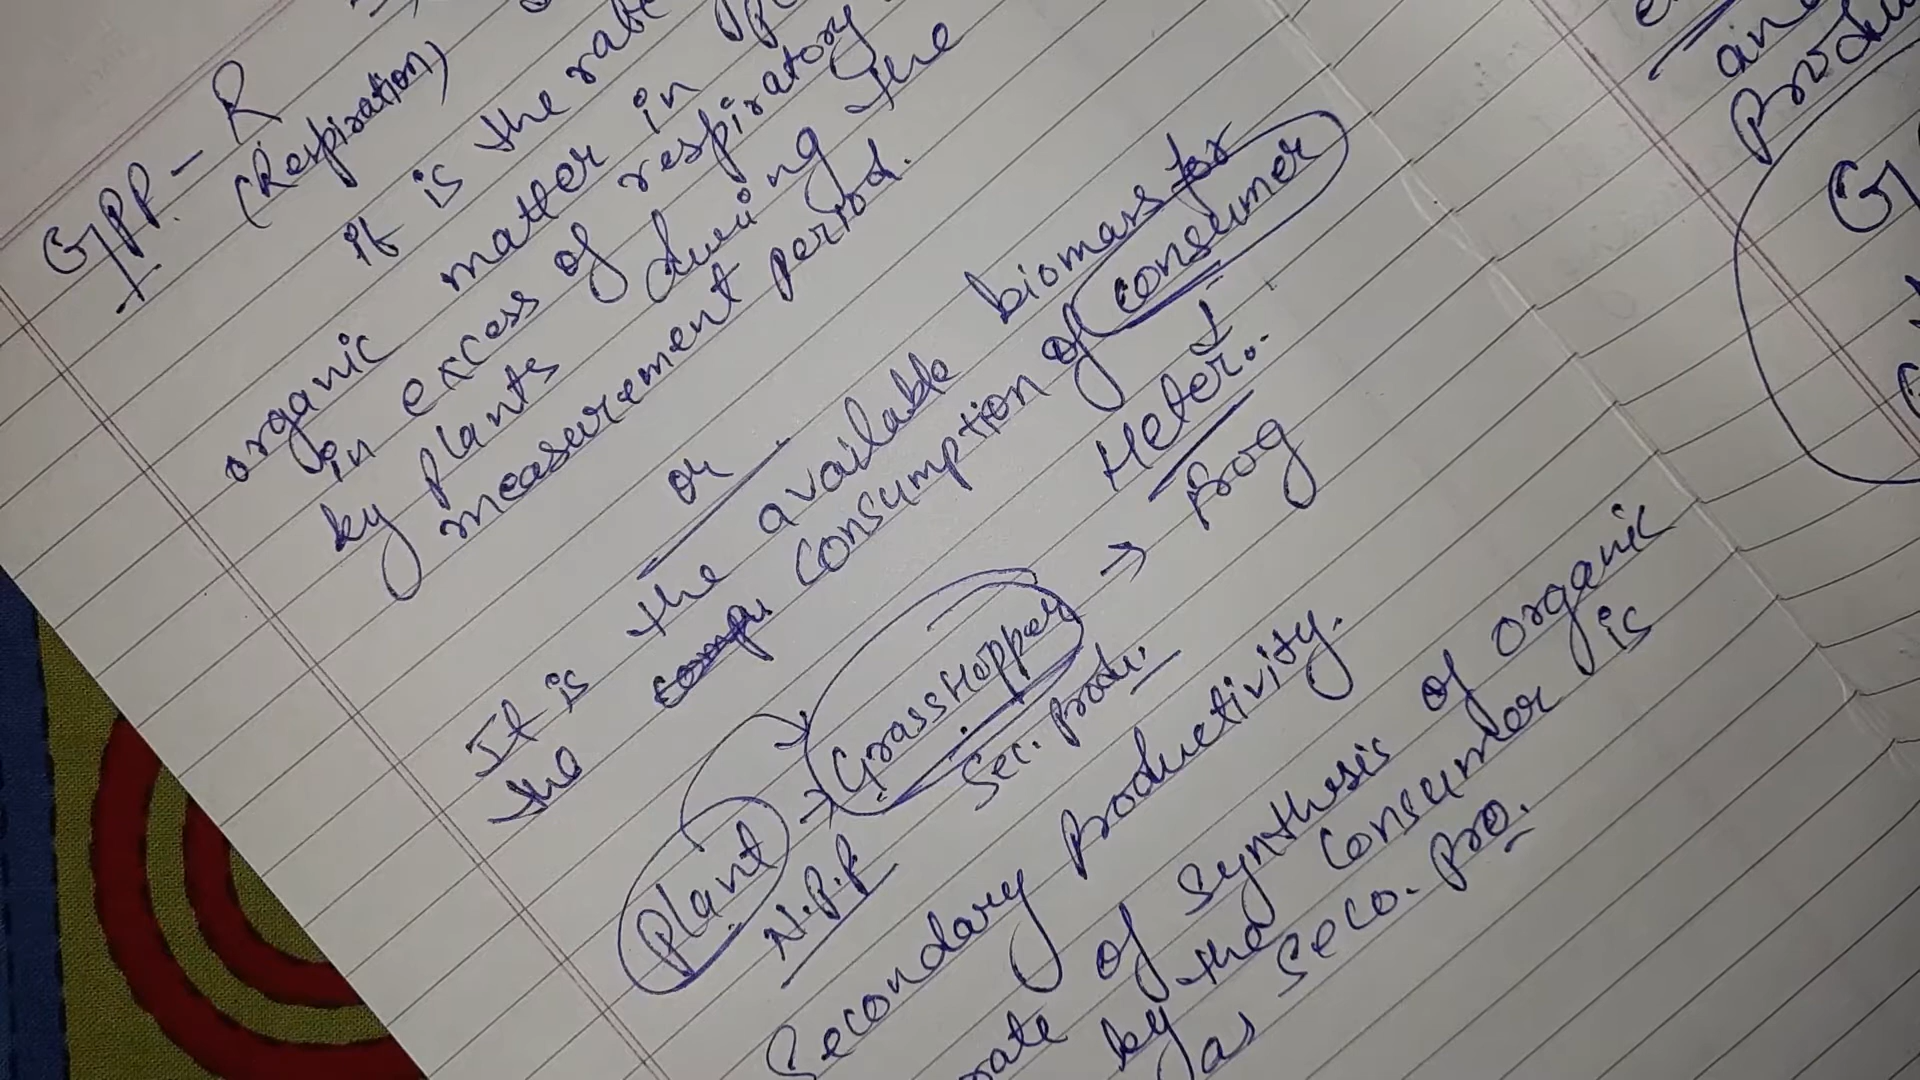 GPP. - R
(Respiration)
it is the rate
organic matter in
in excess of respiratory
by plants during the
measurement period.
or
It is the available biomass for
the consumption of consumer
Heter..
Plant → GrassHopper → Frog
N.P.P
Sec. Produ.
Secondary Productivity.
rate of Synthesis of organic
by the Consumer is
as Seco. Pro.
and
Produ